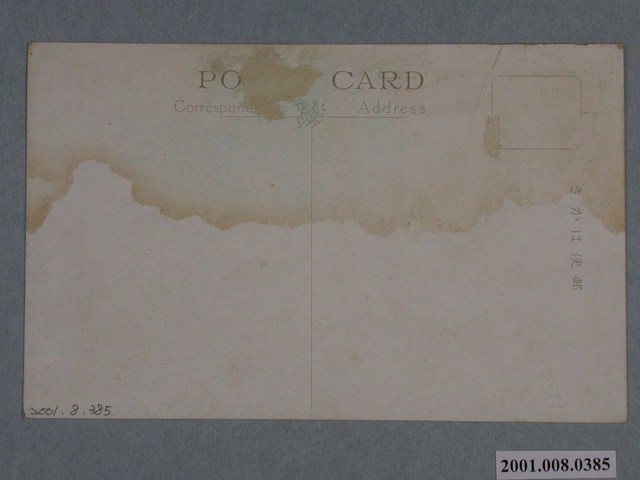 PO CARD
Correspon Address
きかは便郵
2001.8.385
2001.008.0385